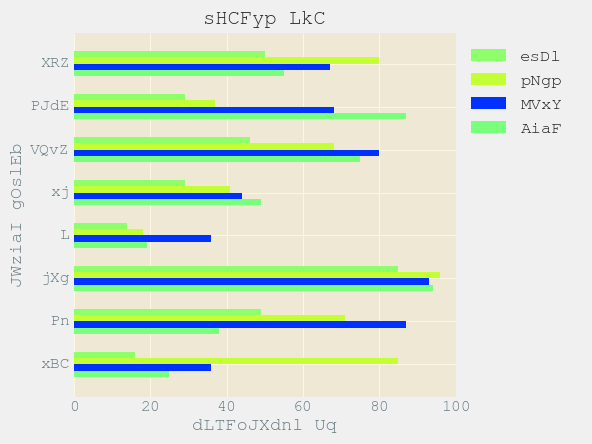 sHCFyp LkC
esDl
pNgp
MVxY
AiaF
JWziaI gOslEb
XRZ
PJdE
VQvZ
xj
L
jXg
Pn
xBC
0 20 40 60 80 100
dLTFoJXdnl Uq